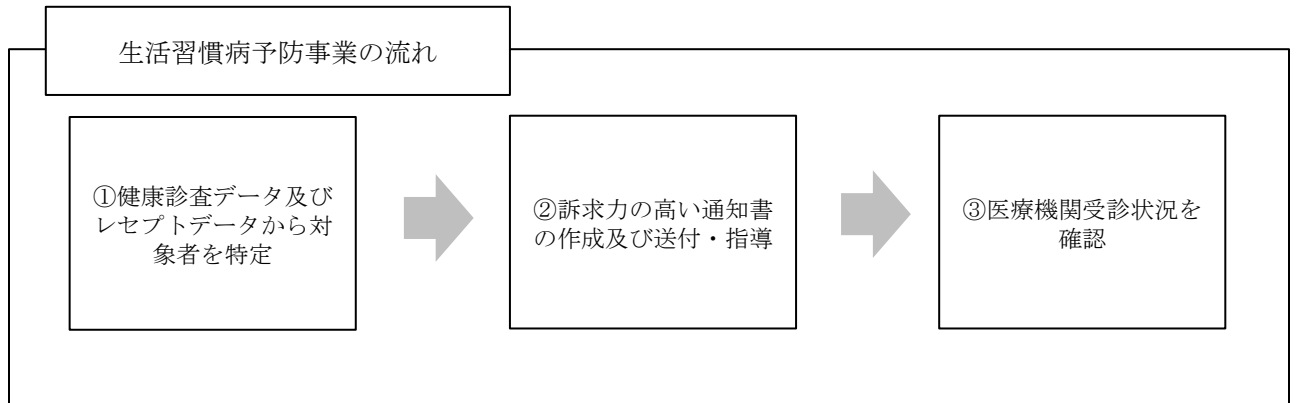 生活習慣病予防事業の流れ
①健康診査データ及び
レセプトデータから対
象者を特定
②訴求力の高い通知書
の作成及び送付・指導
③医療機関受診状況を
確認